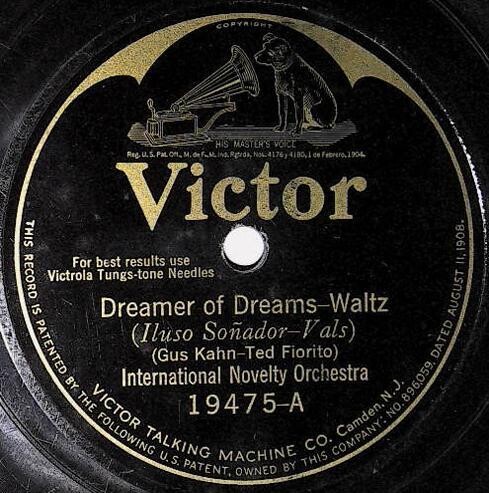 COPYRIGHT
HIS MASTER'S VOICE
Reg. U.S. Pat. Off., M. de F. M. Ind. Rgtrda. Nos. 4176 y 4180, 1 de Febrero, 1904.
Victor
For best results use
Victrola Tungs-tone Needles
Dreamer of Dreams–Waltz
(Iluso Soñador–Vals)
(Gus Kahn–Ted Fiorito)
International Novelty Orchestra
19475–A
VICTOR TALKING MACHINE CO. Camden, N.J.
THIS RECORD IS PATENTED BY THE FOLLOWING U.S. PATENT, OWNED BY THIS COMPANY: NO. 896059, DATED AUGUST 11, 1908.